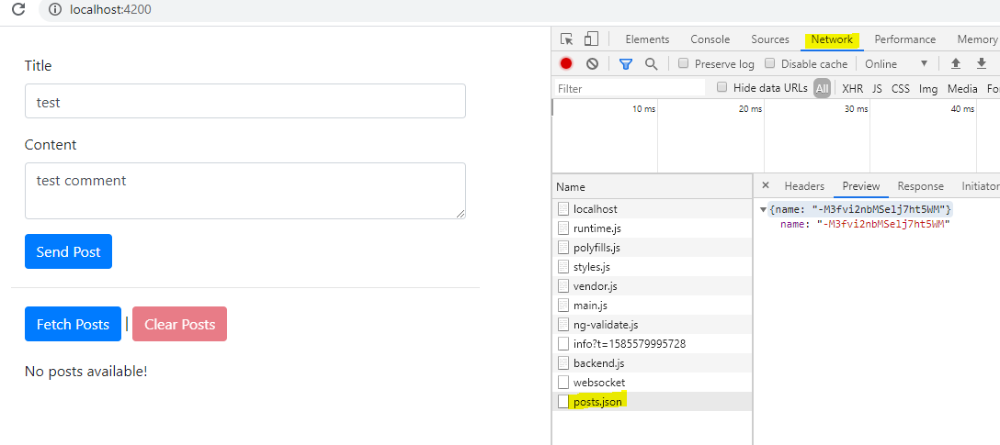 localhost:4200
Title
test
Content
test comment
Send Post
Fetch Posts | Clear Posts
No posts available!
Elements Console Sources Network Performance Memory
Preserve log Disable cache Online
Filter Hide data URLs All XHR JS CSS Img Media Fo
10 ms 20 ms 30 ms 40 ms
Name
localhost
runtime.js
polyfills.js
styles.js
vendor.js
main.js
ng-validate.js
info?t=1585579995728
backend.js
websocket
posts.json
× Headers Preview Response Initiator
{name: "-M3fvi2nbMSelj7ht5WM"}
name: "-M3fvi2nbMSelj7ht5WM"